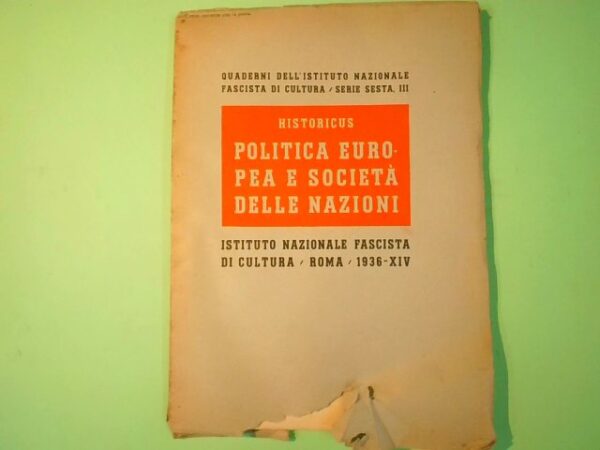 QUADERNI DELL'ISTITUTO NAZIONALE
FASCISTA DI CULTURA / SERIE SESTA, III
HISTORICUS
POLITICA EURO-
PEA E SOCIETÀ
DELLE NAZIONI
ISTITUTO NAZIONALE FASCISTA
DI CULTURA / ROMA / 1936-XIV